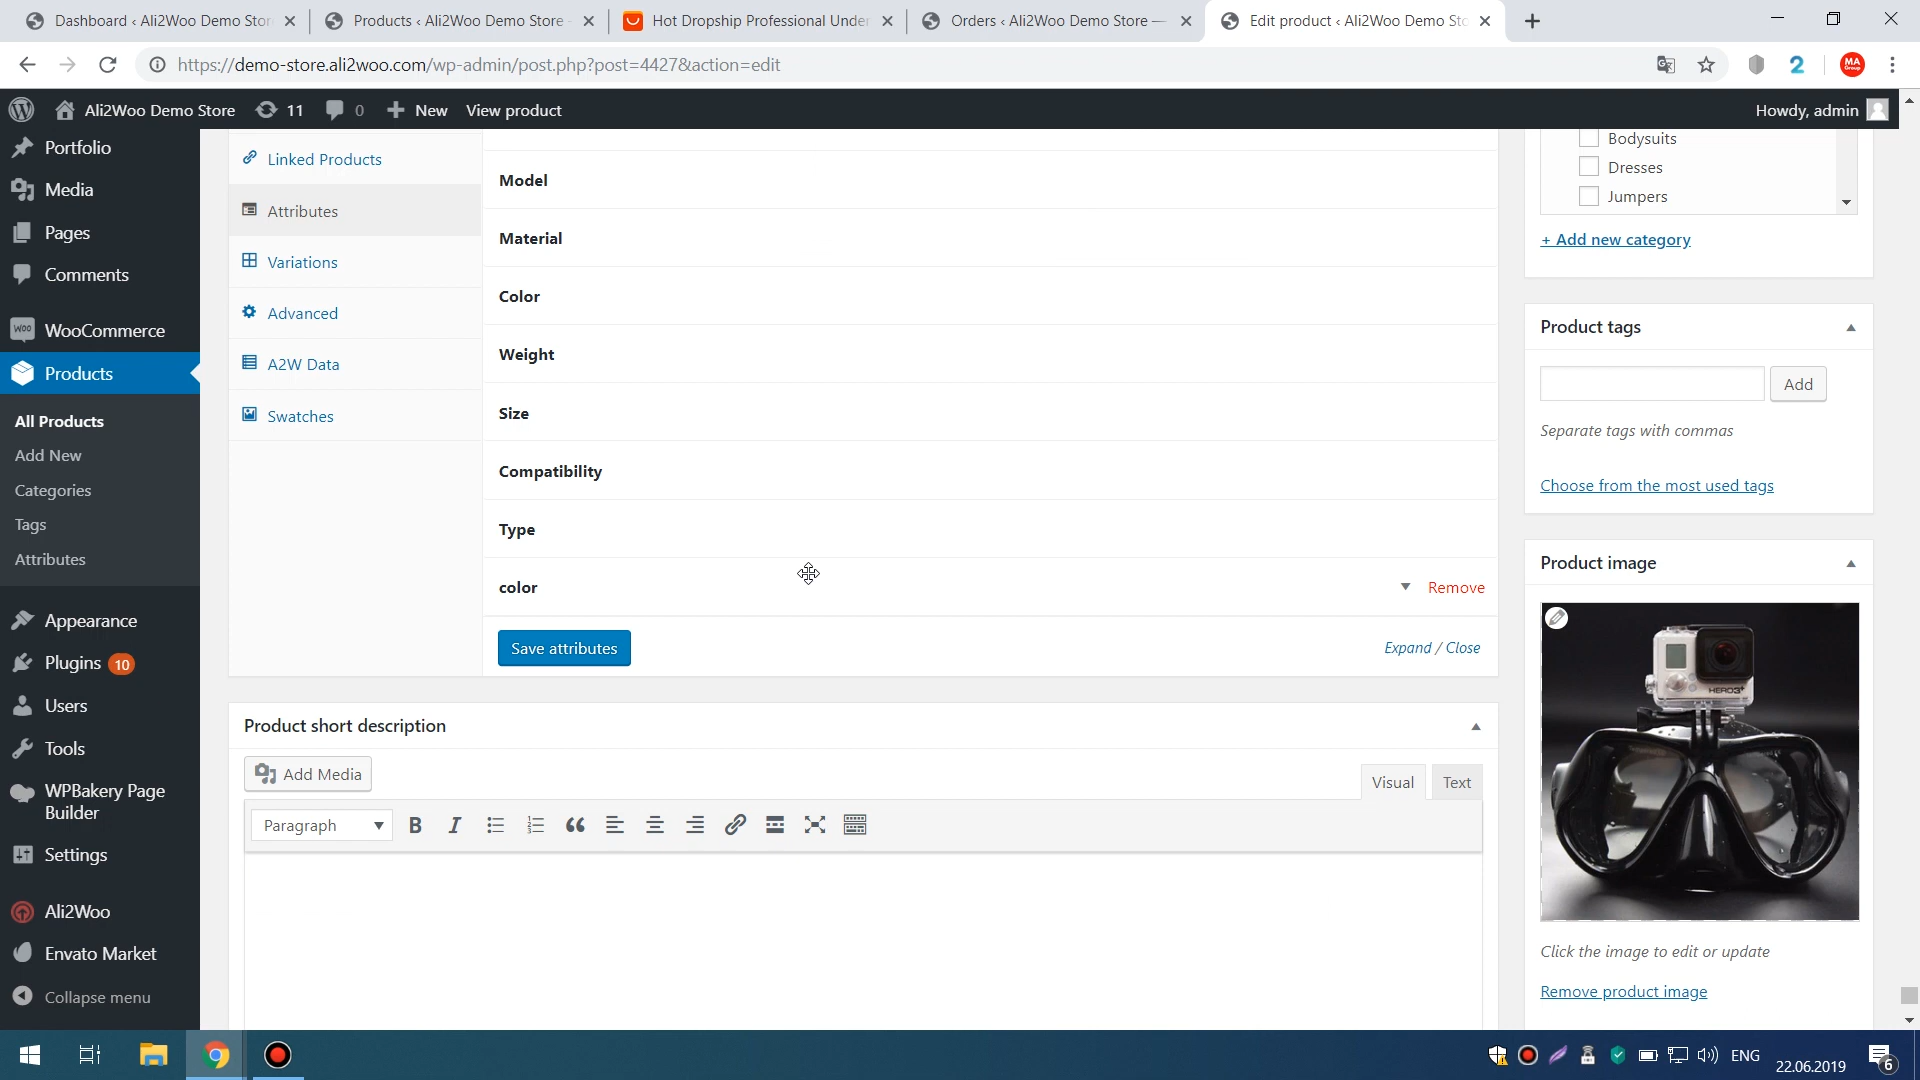 Dashboard ‹ Ali2Woo Demo Stor
Products ‹ Ali2Woo Demo Store -
Hot Dropship Professional Under
Orders ‹ Ali2Woo Demo Store —
Edit product ‹ Ali2Woo Demo Sto
https://demo-store.ali2woo.com/wp-admin/post.php?post=4427&action=edit
2
MA
Group
Ali2Woo Demo Store
11
0
New
View product
Howdy, admin
Portfolio
Media
Pages
Comments
WOO
WooCommerce
Products
All Products
Add New
Categories
Tags
Attributes
Appearance
Plugins 10
Users
Tools
WPBakery Page
Builder
Settings
Ali2Woo
Envato Market
Collapse menu
Linked Products
Attributes
Variations
Advanced
A2W Data
Swatches
Model
Material
Color
Weight
Size
Compatibility
Type
color
Remove
Save attributes
Expand / Close
Product short description
Add Media
Visual
Text
Paragraph
B
I
Bodysuits
Dresses
Jumpers
+ Add new category
Product tags
Add
Separate tags with commas
Choose from the most used tags
Product image
HERO3+
Click the image to edit or update
Remove product image
ENG
22.06.2019
6